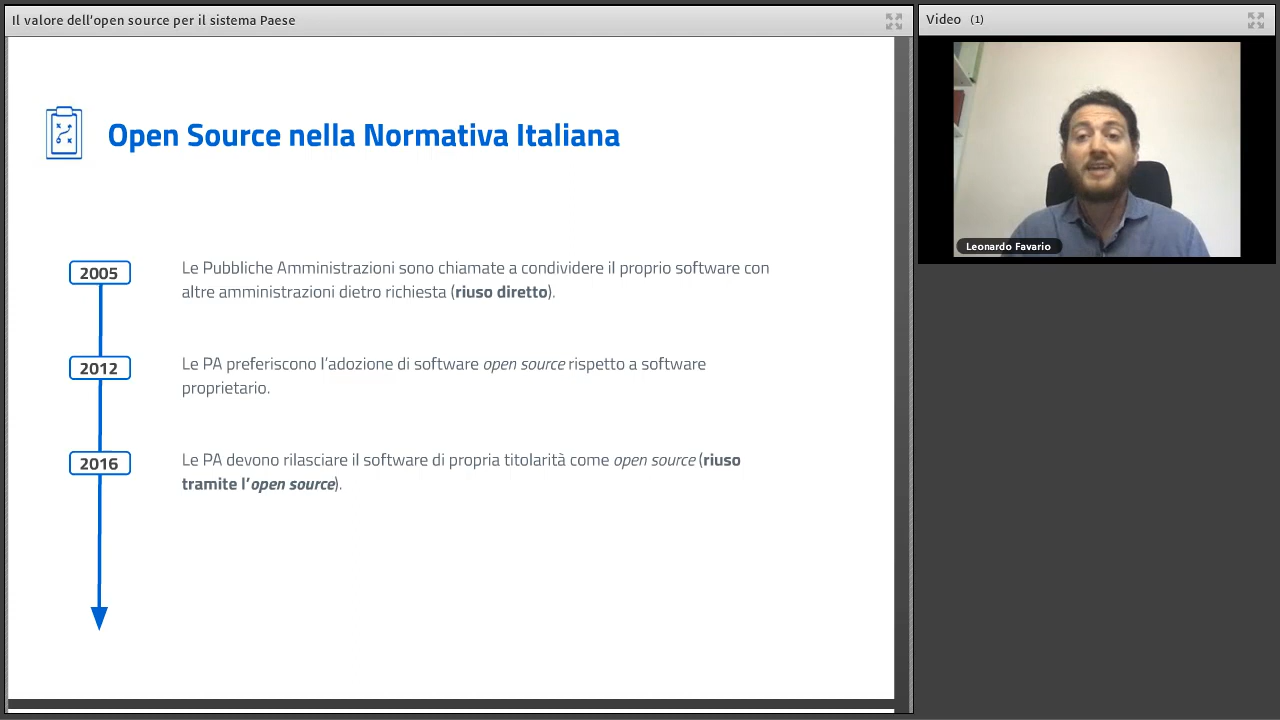 Il valore dell'open source per il sistema Paese
Video (1)
Open Source nella Normativa Italiana
2005
Le Pubbliche Amministrazioni sono chiamate a condividere il proprio software con
altre amministrazioni dietro richiesta (riuso diretto).
2012
Le PA preferiscono l'adozione di software open source rispetto a software
proprietario.
2016
Le PA devono rilasciare il software di propria titolarità come open source (riuso
tramite l'open source).
Leonardo Favario